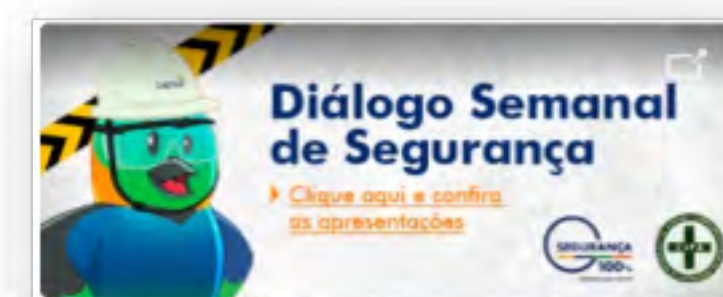 Diálogo Semanal
de Segurança
Clique aqui e confira
as apresentações
SEGURANÇA
100%